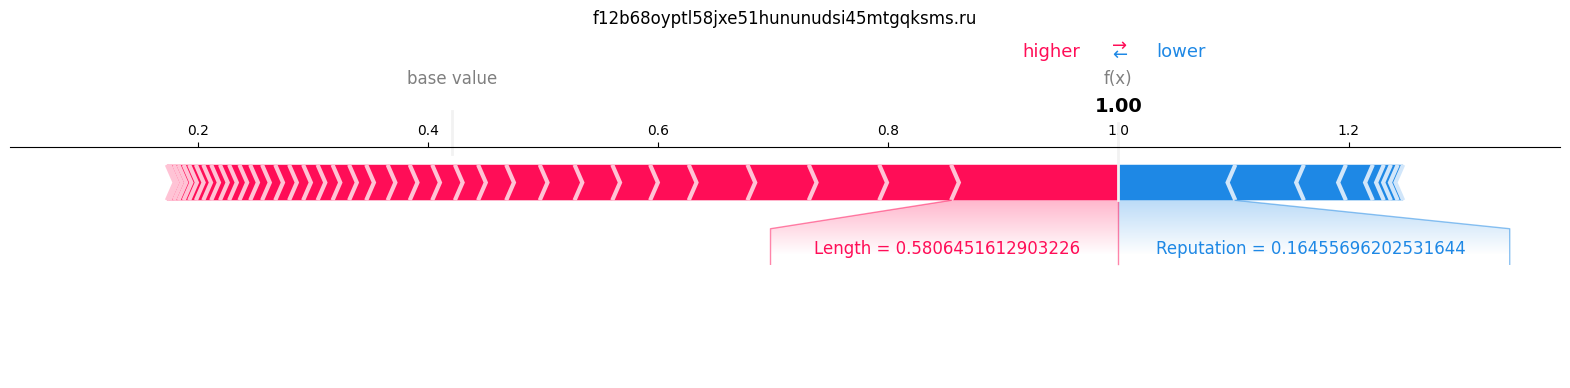 f12b68oyptl58jxe51hununudsi45mtgqksms.ru
higher → ← lower
base value f(x)
1.00
0.2 0.4 0.6 0.8 1.0 1.2
Length = 0.5806451612903226 Reputation = 0.16455696202531644